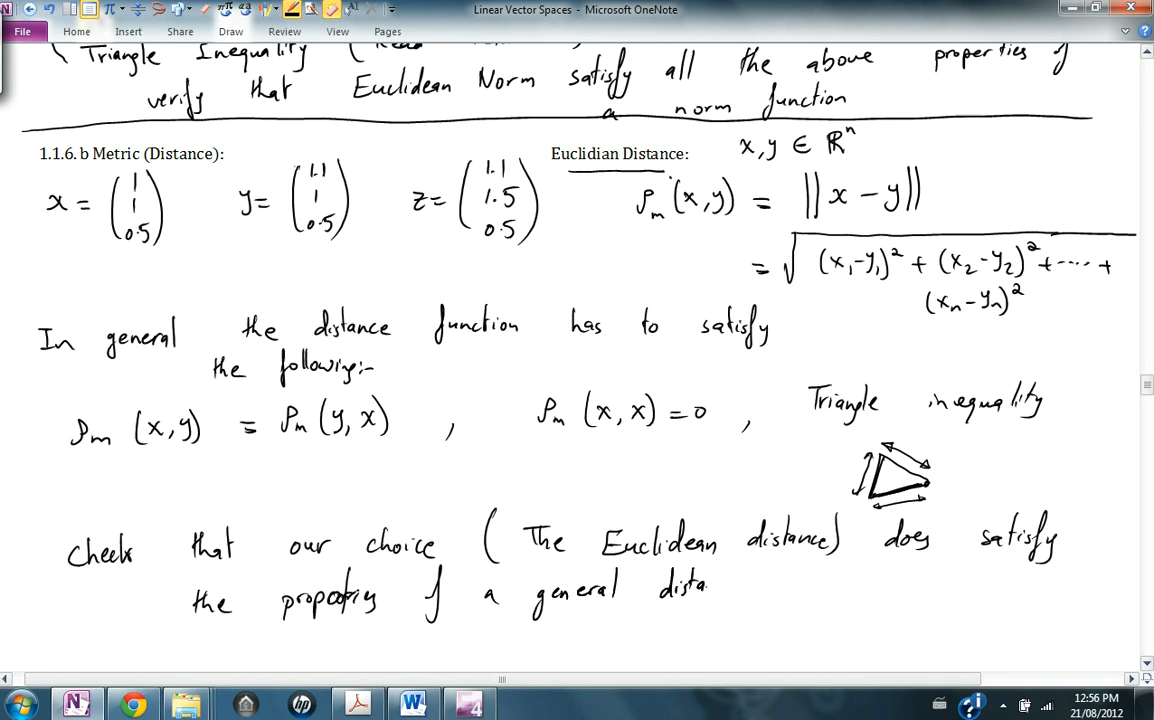 Linear Vector Spaces - Microsoft OneNote
File Home Insert Share Draw Review View Pages
Triangle Inequality (
verify that Euclidean Norm satisfy all the above properties of
a norm function
1.1.6. b Metric (Distance): Euclidian Distance: x,y ∈ ℝⁿ
x = (1 1 0.5) y = (1.1 1 0.5) z = (1.1 1.5 0.5) ρm (x,y) = ||x - y||
= √(x₁-y₁)² + (x₂-y₂)² + .... +
(xn - yn)²
In general the distance function has to satisfy
the following:-
ρm (x,y) = ρm (y,x) , ρm (x,x) = 0 , Triangle inequality
Check that our choice ( The Euclidean distance) does satisfy
the properties of a general dista
12:56 PM
21/08/2012